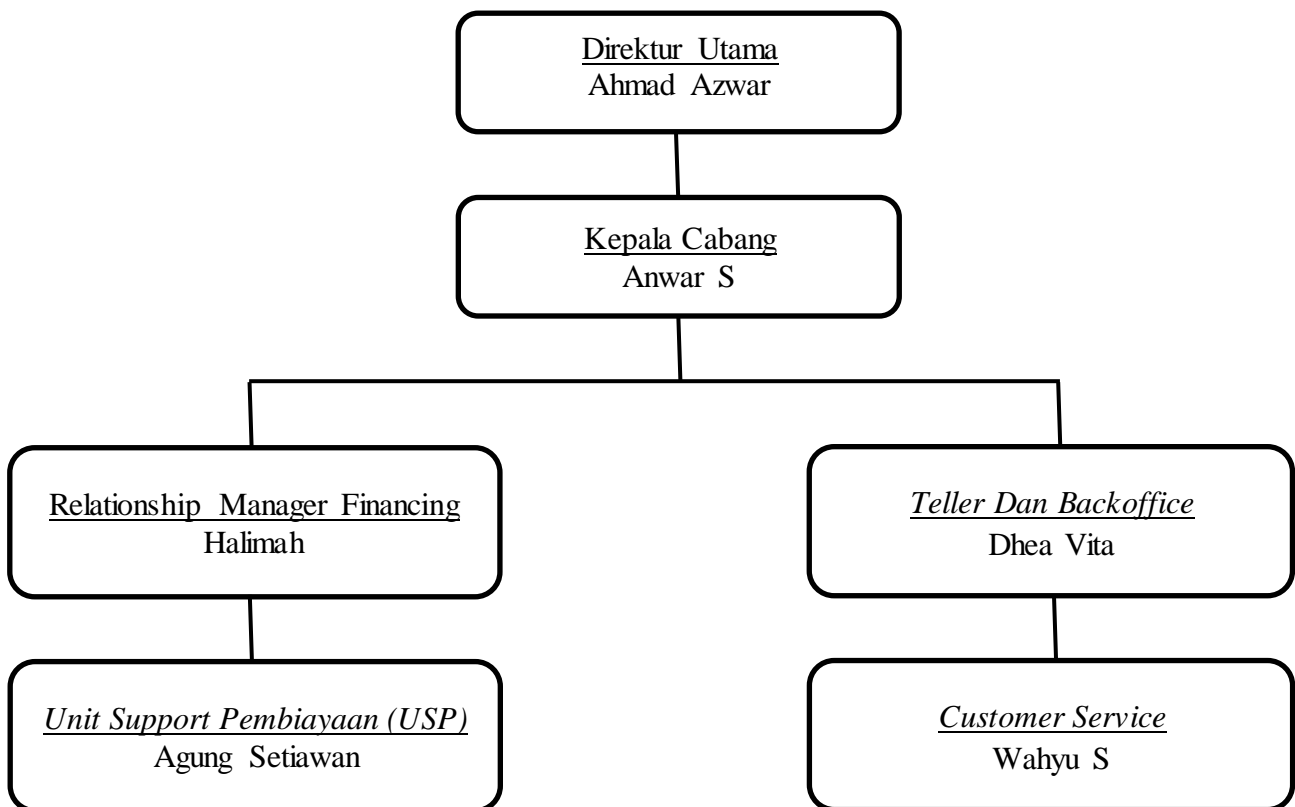 Direktur Utama
Ahmad Azwar
Kepala Cabang
Anwar S
Relationship Manager Financing
Halimah
Teller Dan Backoffice
Dhea Vita
Unit Support Pembiayaan (USP)
Agung Setiawan
Customer Service
Wahyu S